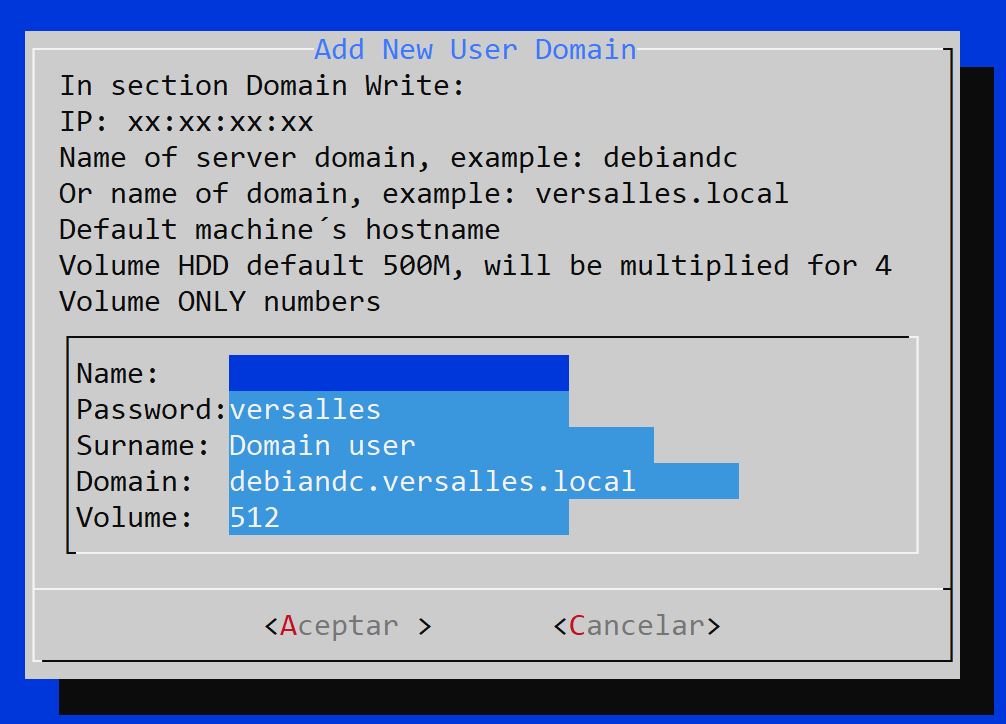 Add New User Domain
In section Domain Write:
IP: xx:xx:xx:xx
Name of server domain, example: debiandc
Or name of domain, example: versalles.local
Default machine´s hostname
Volume HDD default 500M, will be multiplied for 4
Volume ONLY numbers
Name:
Password:versalles
Surname: Domain user
Domain: debiandc.versalles.local
Volume: 512
<Aceptar > <Cancelar>